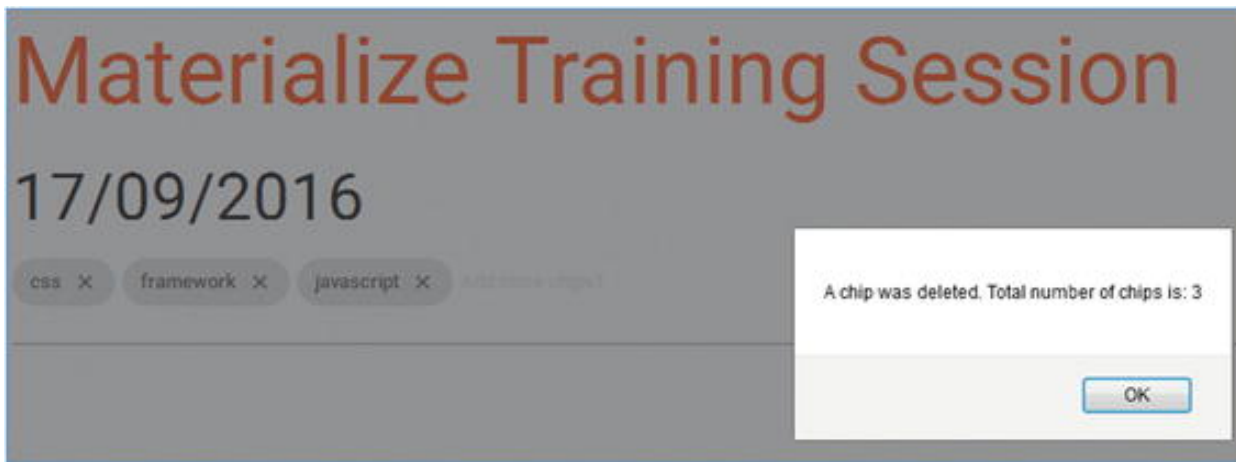 Materialize Training Session
17/09/2016
css × framework × javascript ×
A chip was deleted. Total number of chips is: 3
OK